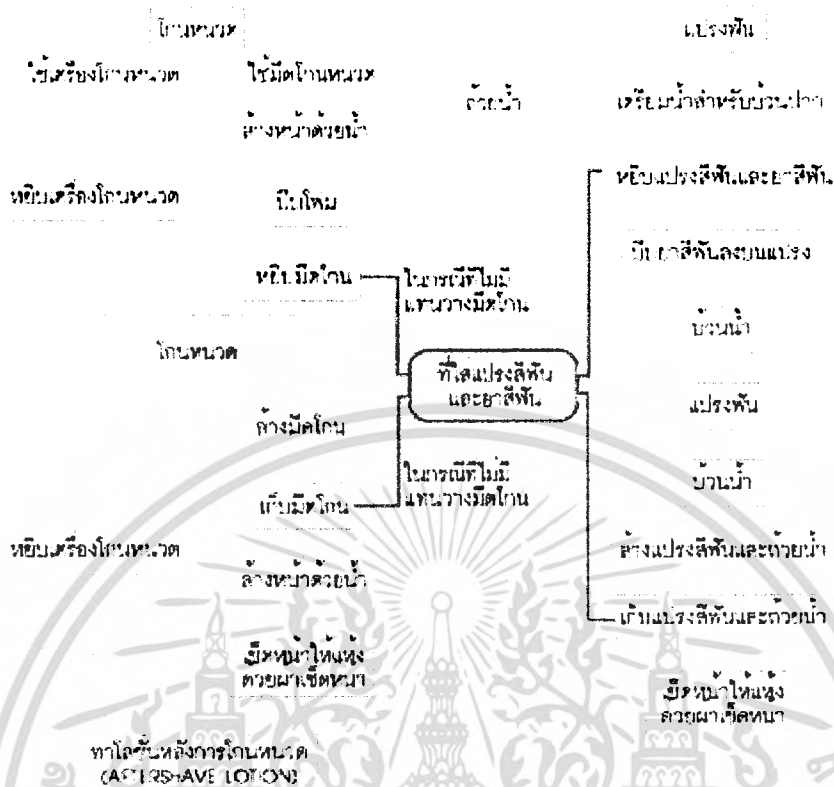 โกนหนวด
แปรงฟัน
ใช้เครื่องโกนหนวด
ใช้มีดโกนหนวด
ถ้วยน้ำ
เตรียมน้ำสำหรับบ้วนปาก
ล้างหน้าด้วยน้ำ
หยิบแปรงสีฟันและยาสีฟัน
หยิบเครื่องโกนหนวด
บีบโฟม
บีบยาสีฟันลงบนแปรง
หยิบมีดโกน
ในกรณีที่ไม่มี
แท่นวางมีดโกน
บ้วนน้ำ
โกนหนวด
ที่ใส่แปรงสีฟัน
และยาสีฟัน
แปรงฟัน
ล้างมีดโกน
ในกรณีที่ไม่มี
แท่นวางมีดโกน
บ้วนน้ำ
เก็บมีดโกน
หยิบเครื่องโกนหนวด
ล้างแปรงสีฟันและถ้วยน้ำ
ล้างหน้าด้วยน้ำ
เก็บแปรงสีฟันและถ้วยน้ำ
เช็ดหน้าให้แห้ง
ด้วยผ้าเช็ดหน้า
เช็ดหน้าให้แห้ง
ด้วยผ้าเช็ดหน้า
ทาโลชั่นหลังการโกนหนวด
(AFTERSHAVE LOTION)